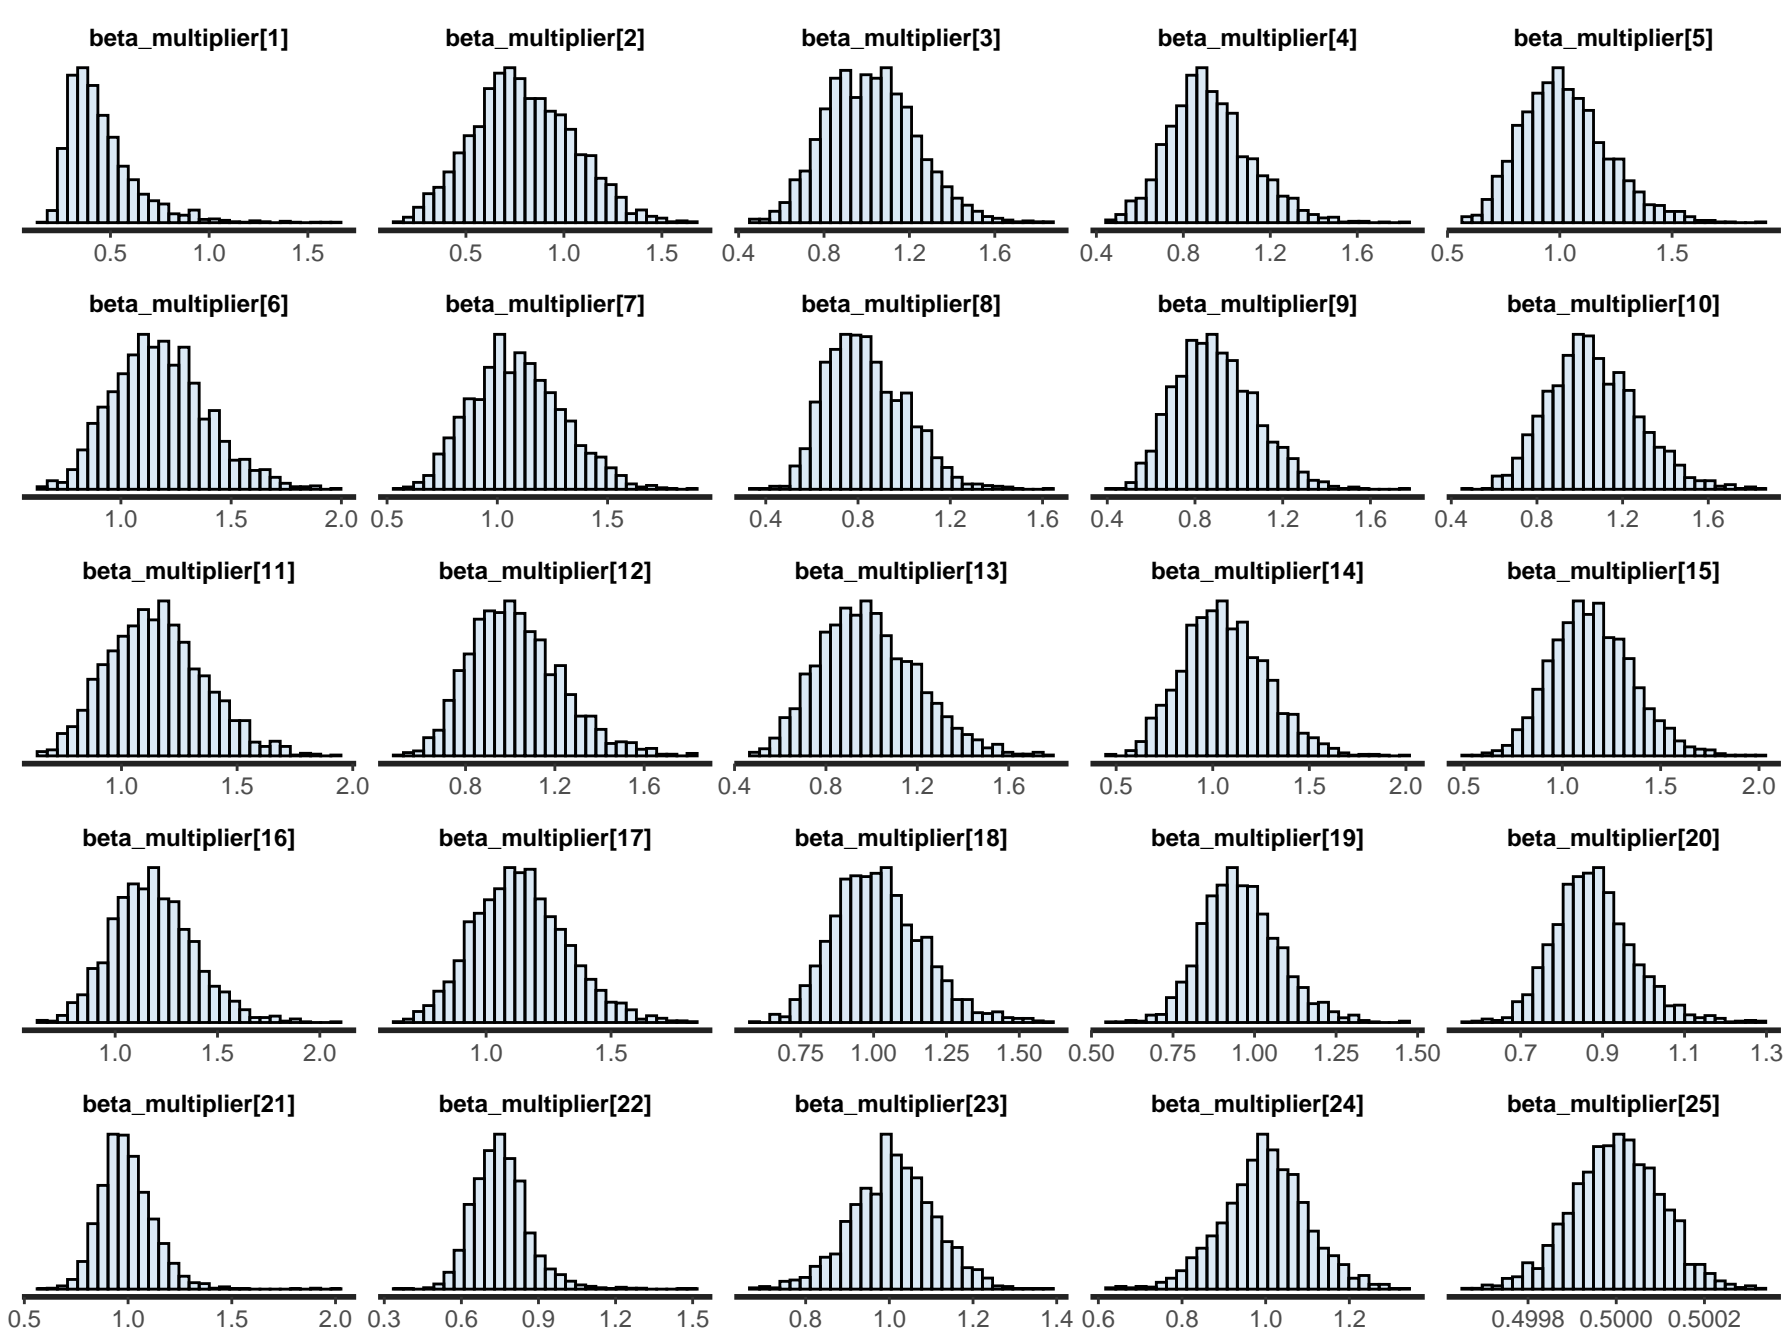 beta_multiplier[1] beta_multiplier[2] beta_multiplier[3] beta_multiplier[4] beta_multiplier[5]
0.5 1.0 1.5 0.5 1.0 1.5 0.4 0.8 1.2 1.6 0.4 0.8 1.2 1.6 0.5 1.0 1.5
beta_multiplier[6] beta_multiplier[7] beta_multiplier[8] beta_multiplier[9] beta_multiplier[10]
1.0 1.5 2.0 0.5 1.0 1.5 0.4 0.8 1.2 1.6 0.4 0.8 1.2 1.6 0.4 0.8 1.2 1.6
beta_multiplier[11] beta_multiplier[12] beta_multiplier[13] beta_multiplier[14] beta_multiplier[15]
1.0 1.5 2.0 0.8 1.2 1.6 0.4 0.8 1.2 1.6 0.5 1.0 1.5 2.0 0.5 1.0 1.5 2.0
beta_multiplier[16] beta_multiplier[17] beta_multiplier[18] beta_multiplier[19] beta_multiplier[20]
1.0 1.5 2.0 1.0 1.5 0.75 1.00 1.25 1.50 0.50 0.75 1.00 1.25 1.50 0.7 0.9 1.1 1.3
beta_multiplier[21] beta_multiplier[22] beta_multiplier[23] beta_multiplier[24] beta_multiplier[25]
0.5 1.0 1.5 2.0 0.3 0.6 0.9 1.2 1.5 0.8 1.0 1.2 1.4 0.6 0.8 1.0 1.2 0.4998 0.5000 0.5002